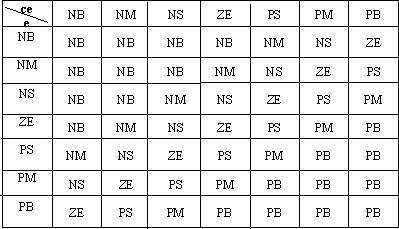 ce NB NM NS ZE PS PM PB
e
NB NB NB NB NB NM NS ZE
NM NB NB NB NM NS ZE PS
NS NB NB NM NS ZE PS PM
ZE NB NM NS ZE PS PM PB
PS NM NS ZE PS PM PB PB
PM NS ZE PS PM PB PB PB
PB ZE PS PM PB PB PB PB